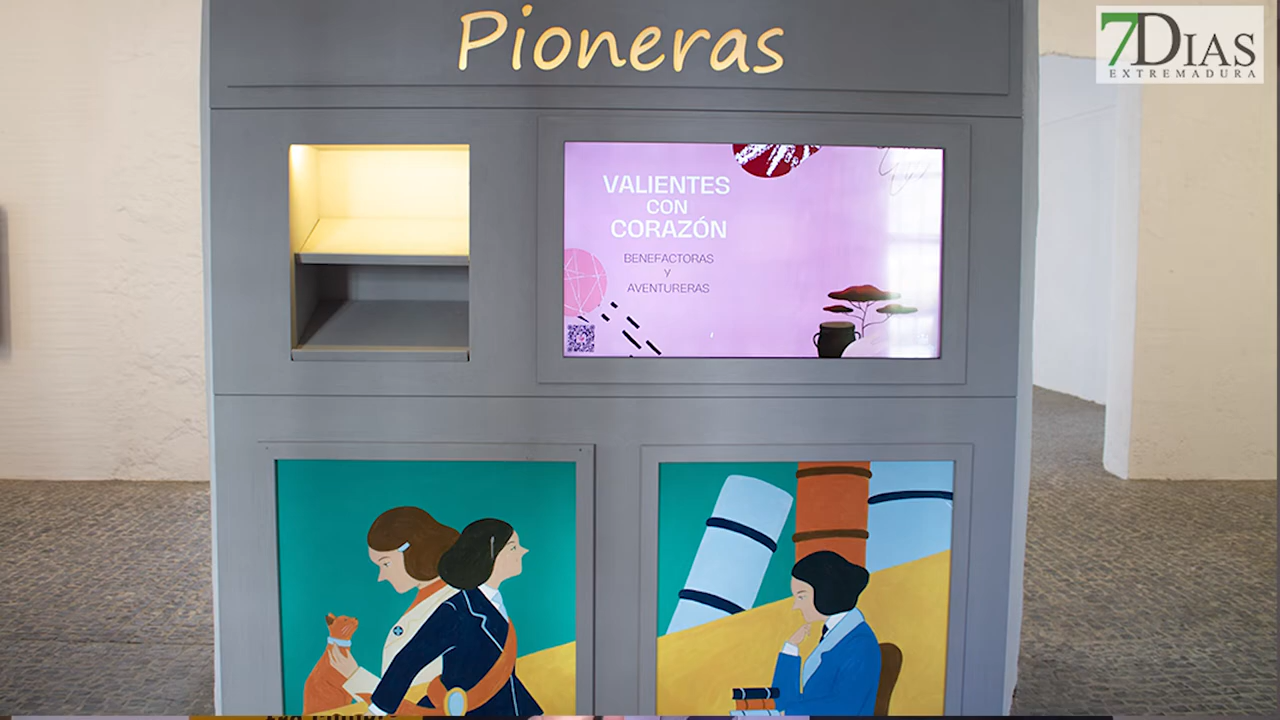 Pioneras
7DIAS
EXTREMADURA
VALIENTES
CON
CORAZÓN
BENEFACTORAS
y
AVENTURERAS